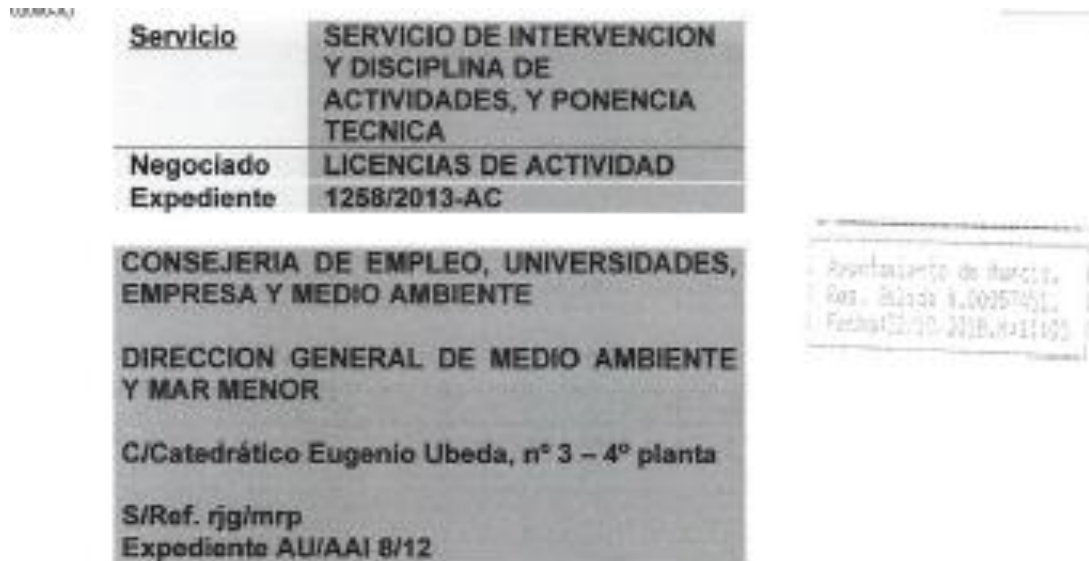 Servicio SERVICIO DE INTERVENCION
Y DISCIPLINA DE
ACTIVIDADES, Y PONENCIA
TECNICA
Negociado LICENCIAS DE ACTIVIDAD
Expediente 1258/2013-AC
CONSEJERIA DE EMPLEO, UNIVERSIDADES,
EMPRESA Y MEDIO AMBIENTE
DIRECCION GENERAL DE MEDIO AMBIENTE
Y MAR MENOR
C/Catedrático Eugenio Ubeda, nº 3 – 4º planta
S/Ref. rjg/mrp
Expediente AU/AAI 8/12
Ayuntamiento de Murcia.
Reg. Salida